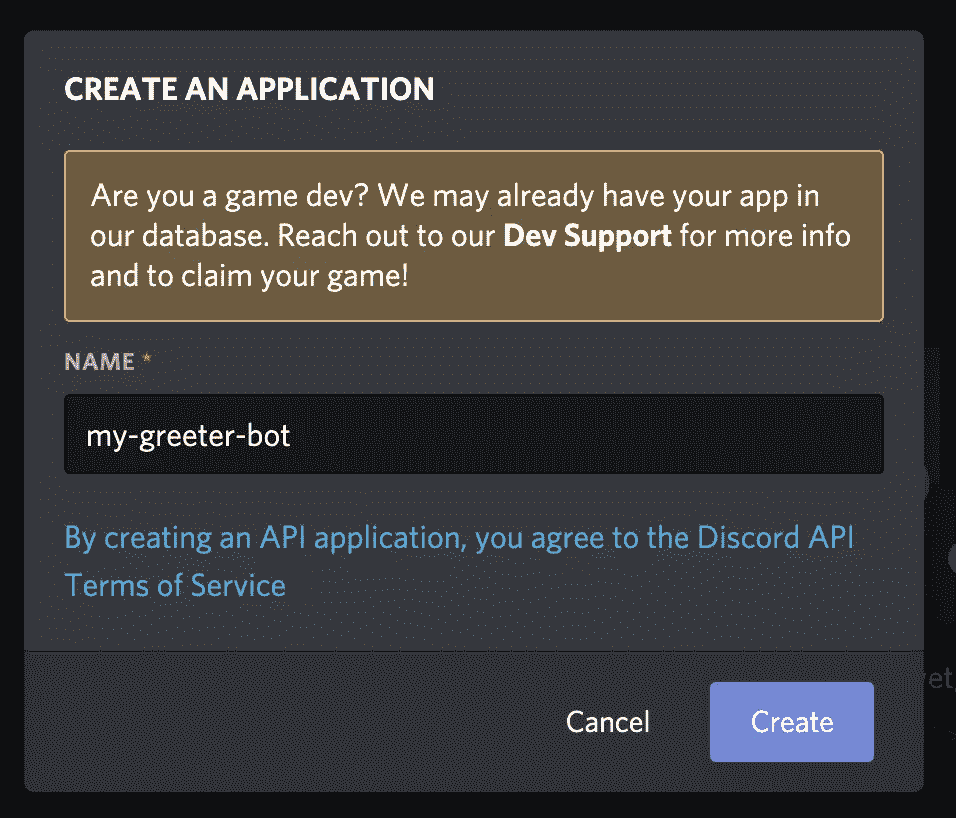 CREATE AN APPLICATION
Are you a game dev? We may already have your app in
our database. Reach out to our Dev Support for more info
and to claim your game!
NAME *
my-greeter-bot
By creating an API application, you agree to the Discord API
Terms of Service
Cancel Create